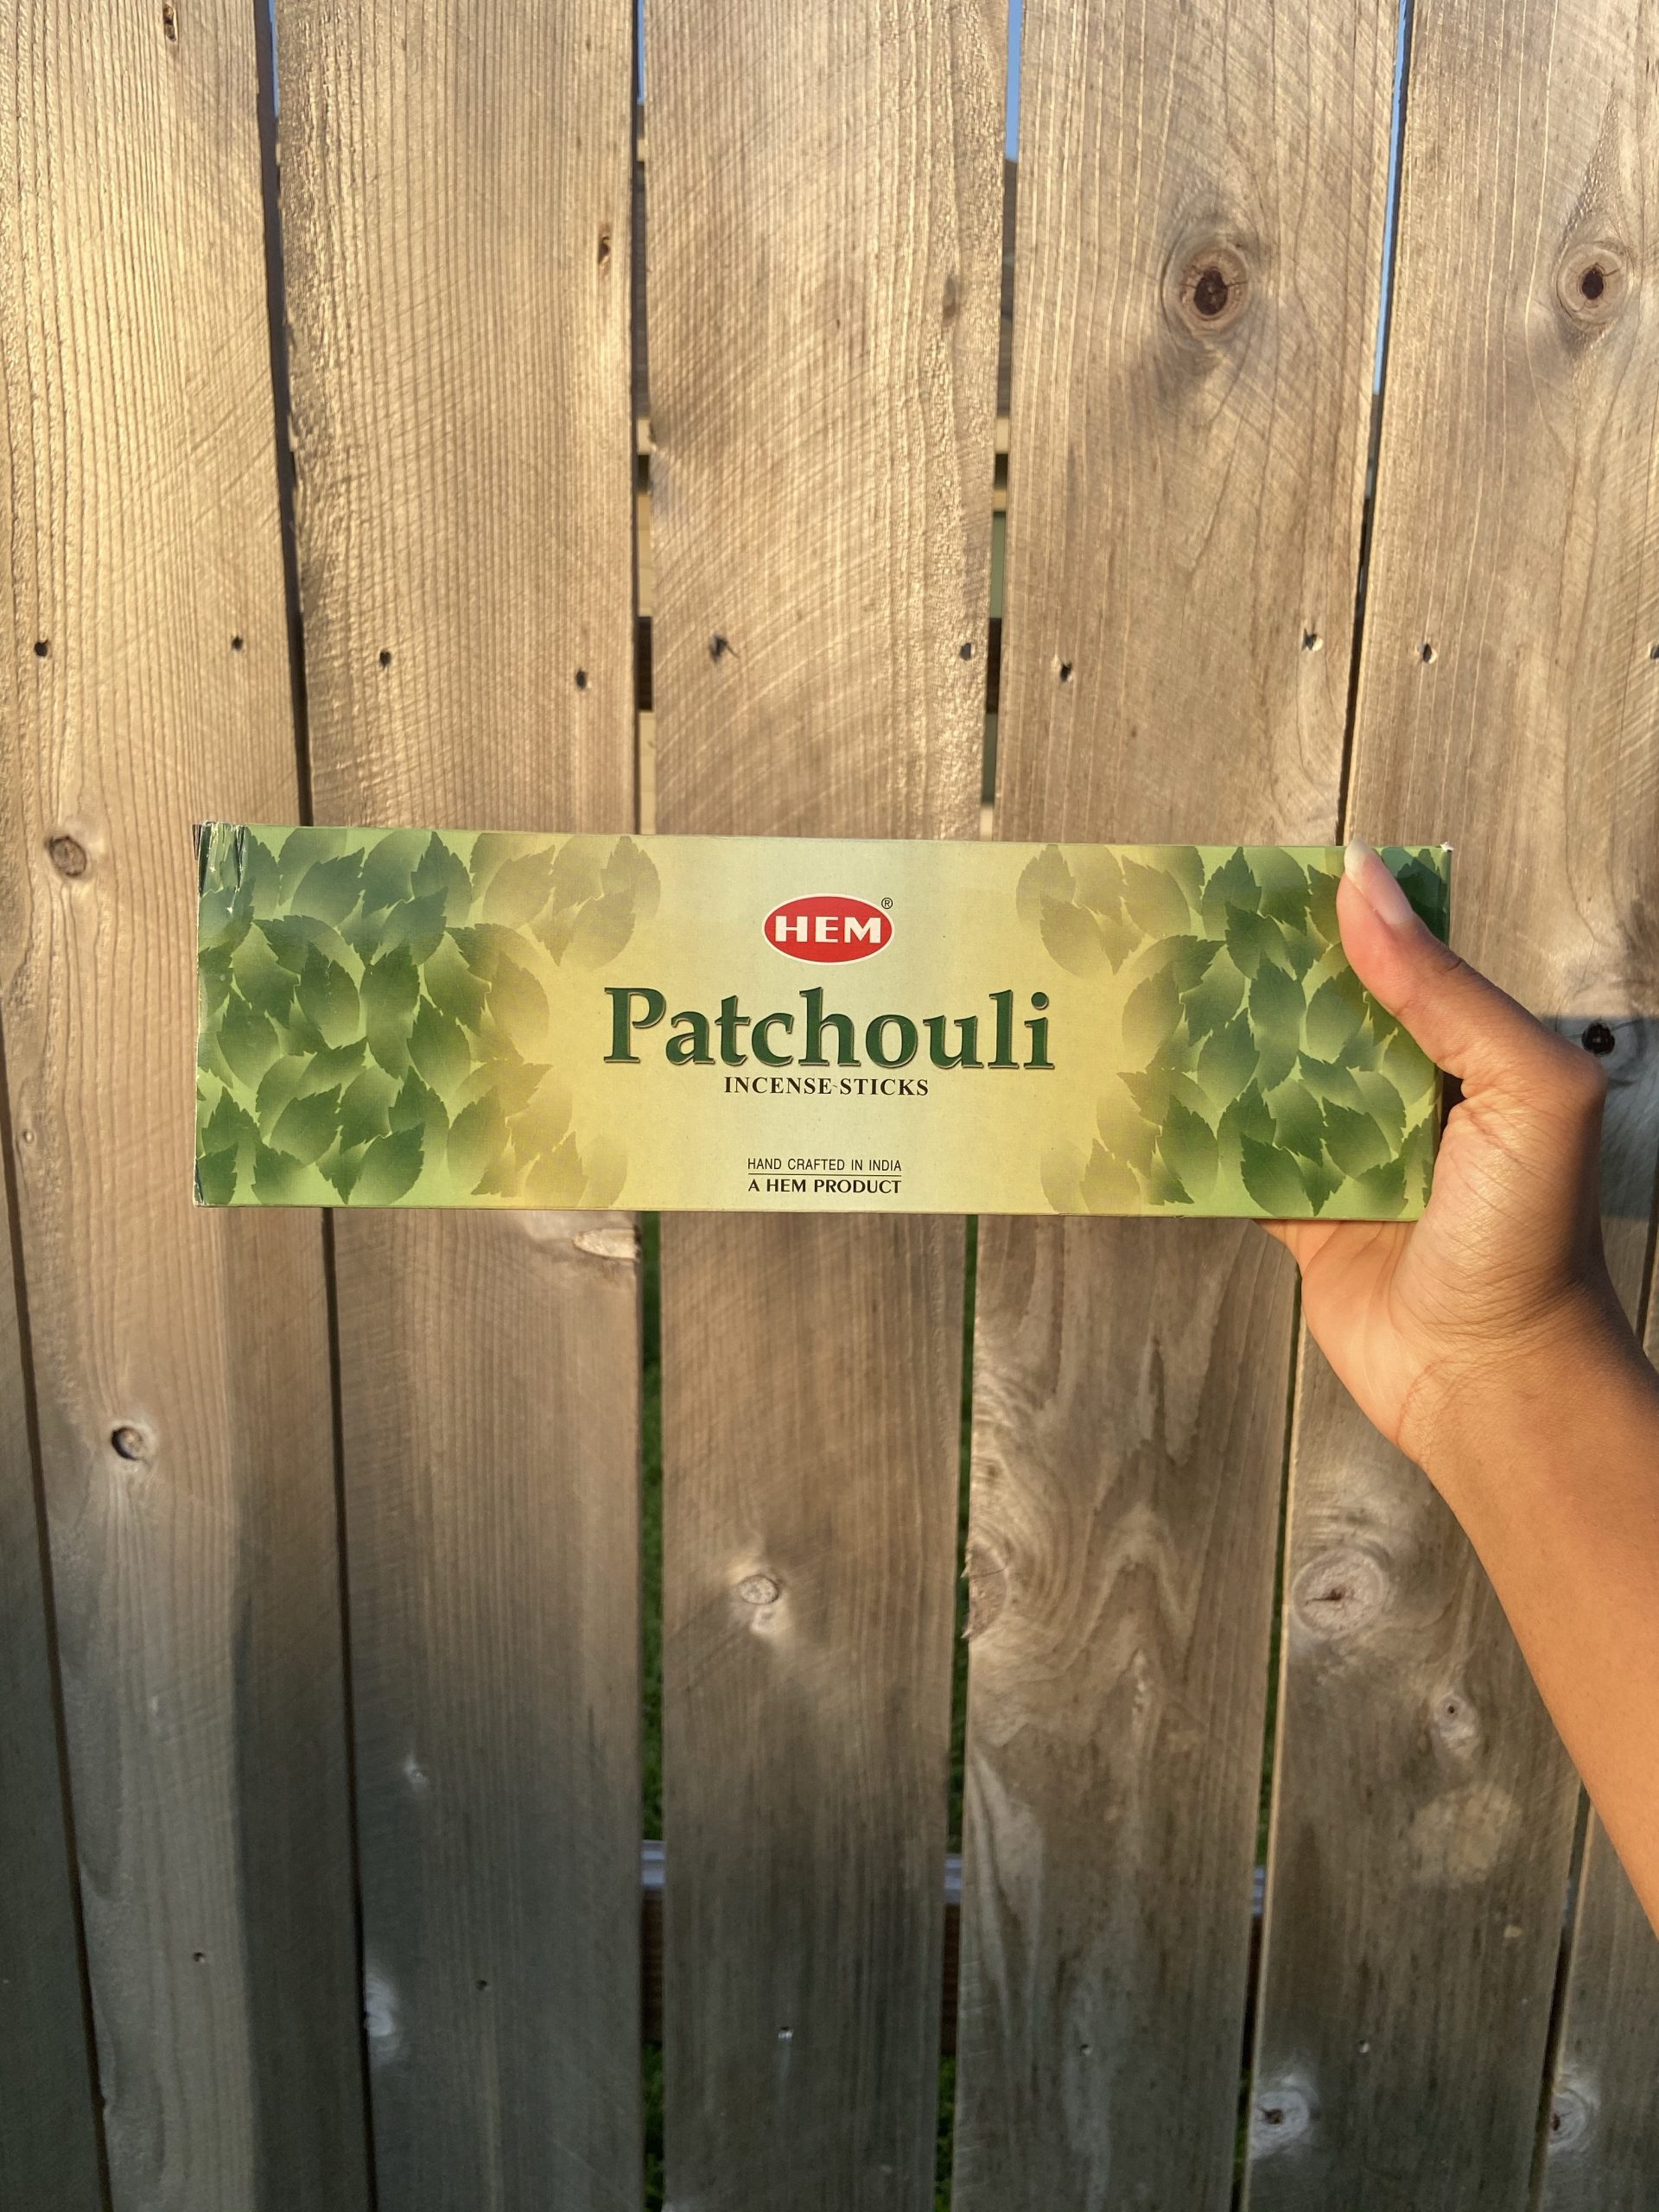 HEM®
Patchouli
INCENSE STICKS
HAND CRAFTED IN INDIA
A HEM PRODUCT